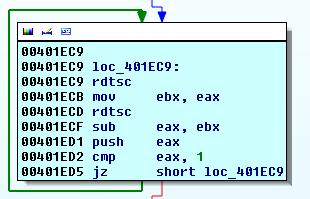 00401EC9
00401EC9 loc_401EC9:
00401EC9 rdtsc
00401ECB mov ebx, eax
00401ECD rdtsc
00401ECF sub eax, ebx
00401ED1 push eax
00401ED2 cmp eax, 1
00401ED5 jz short loc_401EC9